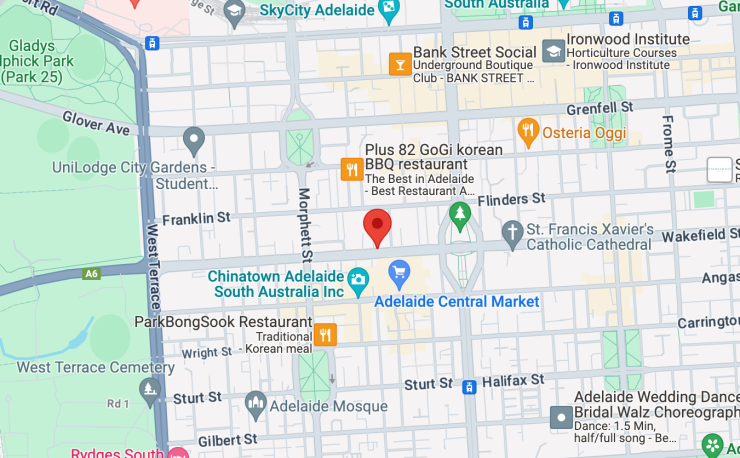 ort Rd
ge St
SkyCity Adelaide
South Australia
Gar
Gladys
lphick Park
(Park 25)
Bank Street Social
Underground Boutique
Club - BANK STREET ...
Ironwood Institute
Horticulture Courses
- Ironwood Institute
Glover Ave
Grenfell St
Frome St
Osteria Oggi
Plus 82 GoGi korean
BBQ restaurant
The Best in Adelaide
- Best Restaurant A...
UniLodge City Gardens -
Student...
S
Franklin St
Morphett St
Flinders St
West Terrace
St. Francis Xavier's
Catholic Cathedral
Wakefield S
A6
Chinatown Adelaide
South Australia Inc
Adelaide Central Market
Angas
ParkBongSook Restaurant
Traditional
- Korean meal
Carrington
Wright St
West Terrace Cemetery
Rd 1
Sturt St
Sturt St
Halifax St
Adelaide Mosque
Adelaide Wedding Dance
Bridal Walz Choreograph
Dance: 1.5 Min,
half/full song - Be...
Gilbert St
Rydges South
Ad